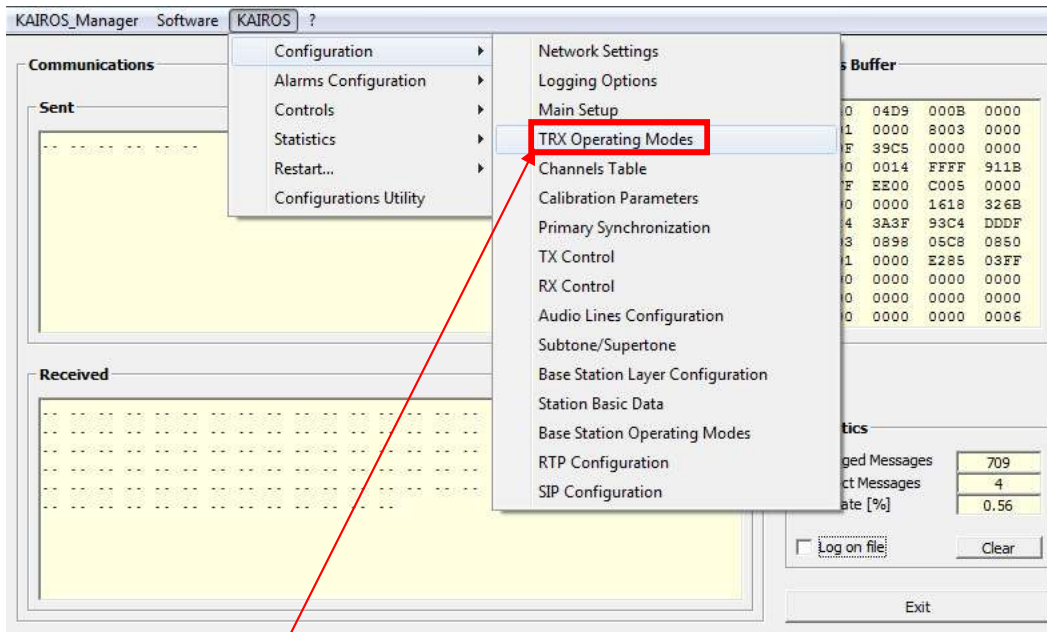 KAIROS_Manager Software KAIROS ?
Configuration
Alarms Configuration
Controls
Statistics
Restart...
Configurations Utility
Network Settings
Logging Options
Main Setup
TRX Operating Modes
Channels Table
Calibration Parameters
Primary Synchronization
TX Control
RX Control
Audio Lines Configuration
Subtone/Supertone
Base Station Layer Configuration
Station Basic Data
Base Station Operating Modes
RTP Configuration
SIP Configuration
Communications
Sent
-- -- -- -- -- --
Buffer
04D9 000B 0000
0000 8003 0000
39C5 0000 0000
0014 FFFF 911B
EE00 C005 0000
0000 1618 326B
3A3F 93C4 DDDF
0898 05C8 0850
0000 E285 03FF
0000 0000 0000
0000 0000 0000
0000 0000 0006
Received
-- -- -- -- -- -- -- -- -- -- -- -- -- -- -- --
-- -- -- -- -- -- -- -- -- -- -- -- -- -- -- --
-- -- -- -- -- -- -- -- -- -- -- -- -- -- -- --
-- -- -- -- -- -- -- -- -- -- -- -- -- -- -- --
-- -- -- -- -- -- -- -- -- -- -- -- --
tics
ged Messages 709
ct Messages 4
ate [%] 0.56
Log on file Clear
Exit